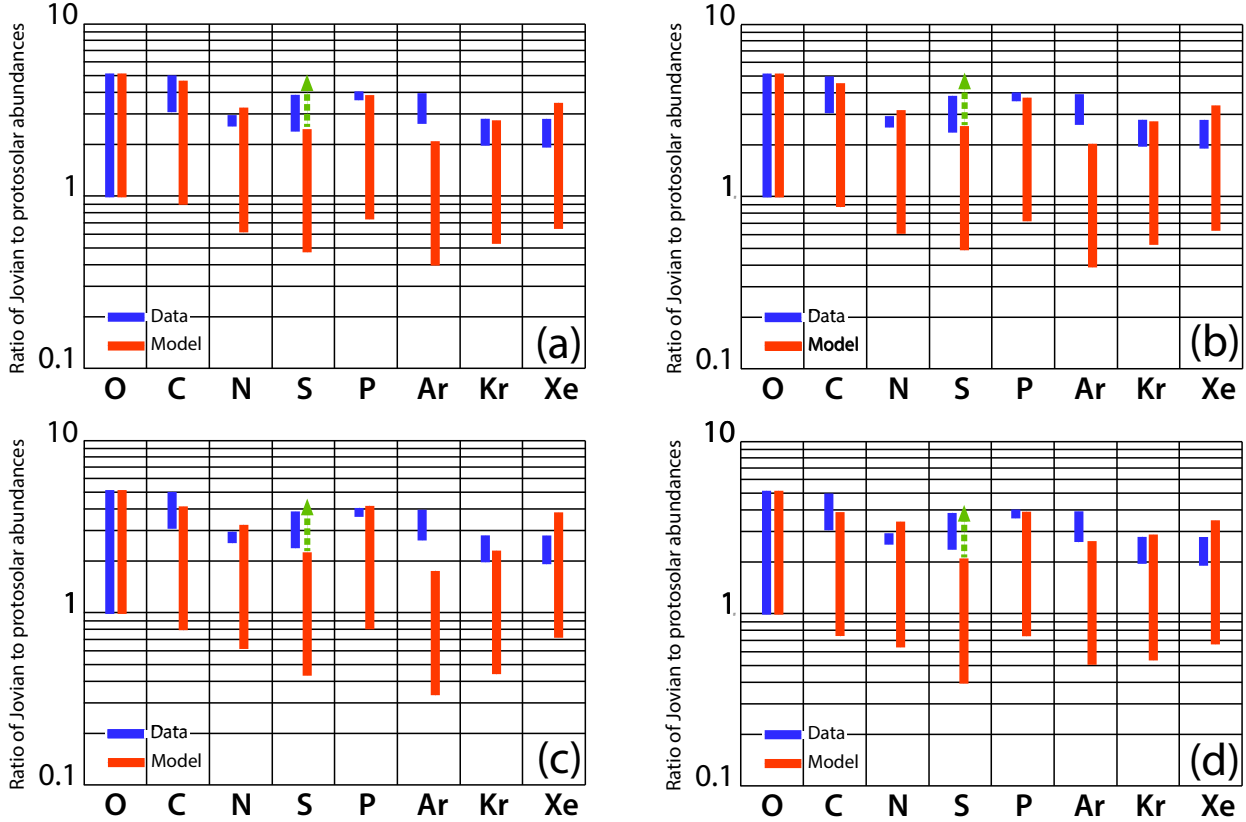 Ratio of Jovian to protosolar abundances
10
1
0.1
Data
Model
(a)
O C N S P Ar Kr Xe
Ratio of Jovian to protosolar abundances
10
1
0.1
Data
Model
(b)
O C N S P Ar Kr Xe
Ratio of Jovian to protosolar abundances
10
1
0.1
Data
Model
(c)
O C N S P Ar Kr Xe
Ratio of Jovian to protosolar abundances
10
1
0.1
Data
Model
(d)
O C N S P Ar Kr Xe